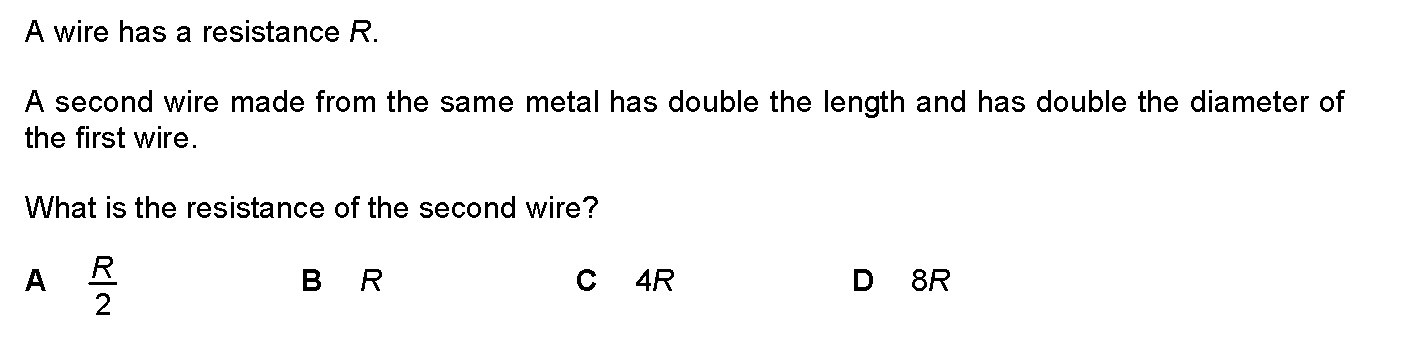 A wire has a resistance R.
A second wire made from the same metal has double the length and has double the diameter of
the first wire.
What is the resistance of the second wire?
A R/2 B R C 4R D 8R